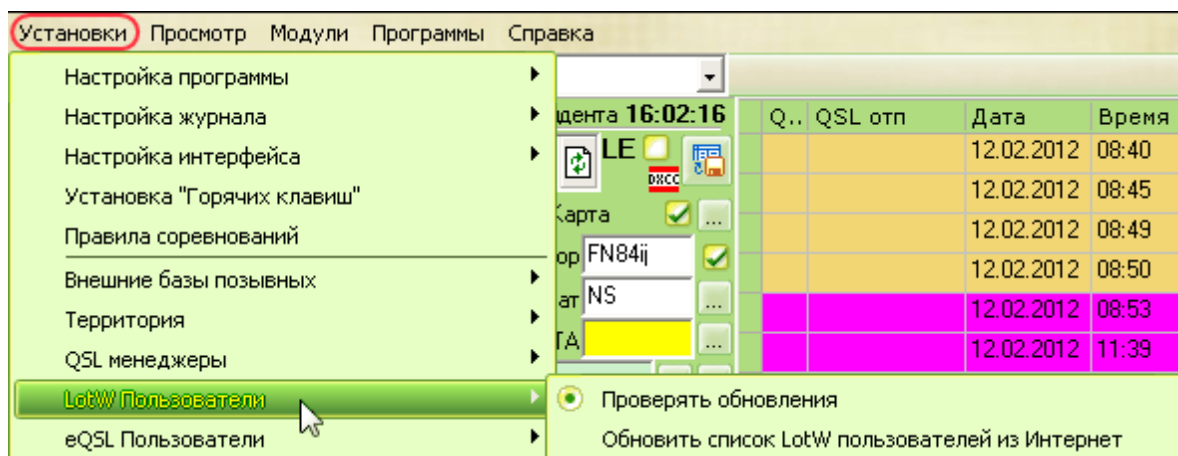 Установки Просмотр Модули Программы Справка
Настройка программы
Настройка журнала
Настройка интерфейса
Установка "Горячих клавиш"
Правила соревнований
Внешние базы позывных
Территория
QSL менеджеры
LotW Пользователи
eQSL Пользователи
Проверять обновления
Обновить список LotW пользователей из Интернет
дента 16:02:16
LE
DXCC
Карта ...
ор FN84ij
ат NS ...
ТА ...
Q.. QSL отп Дата Время
12.02.2012 08:40
12.02.2012 08:45
12.02.2012 08:49
12.02.2012 08:50
12.02.2012 08:53
12.02.2012 11:39